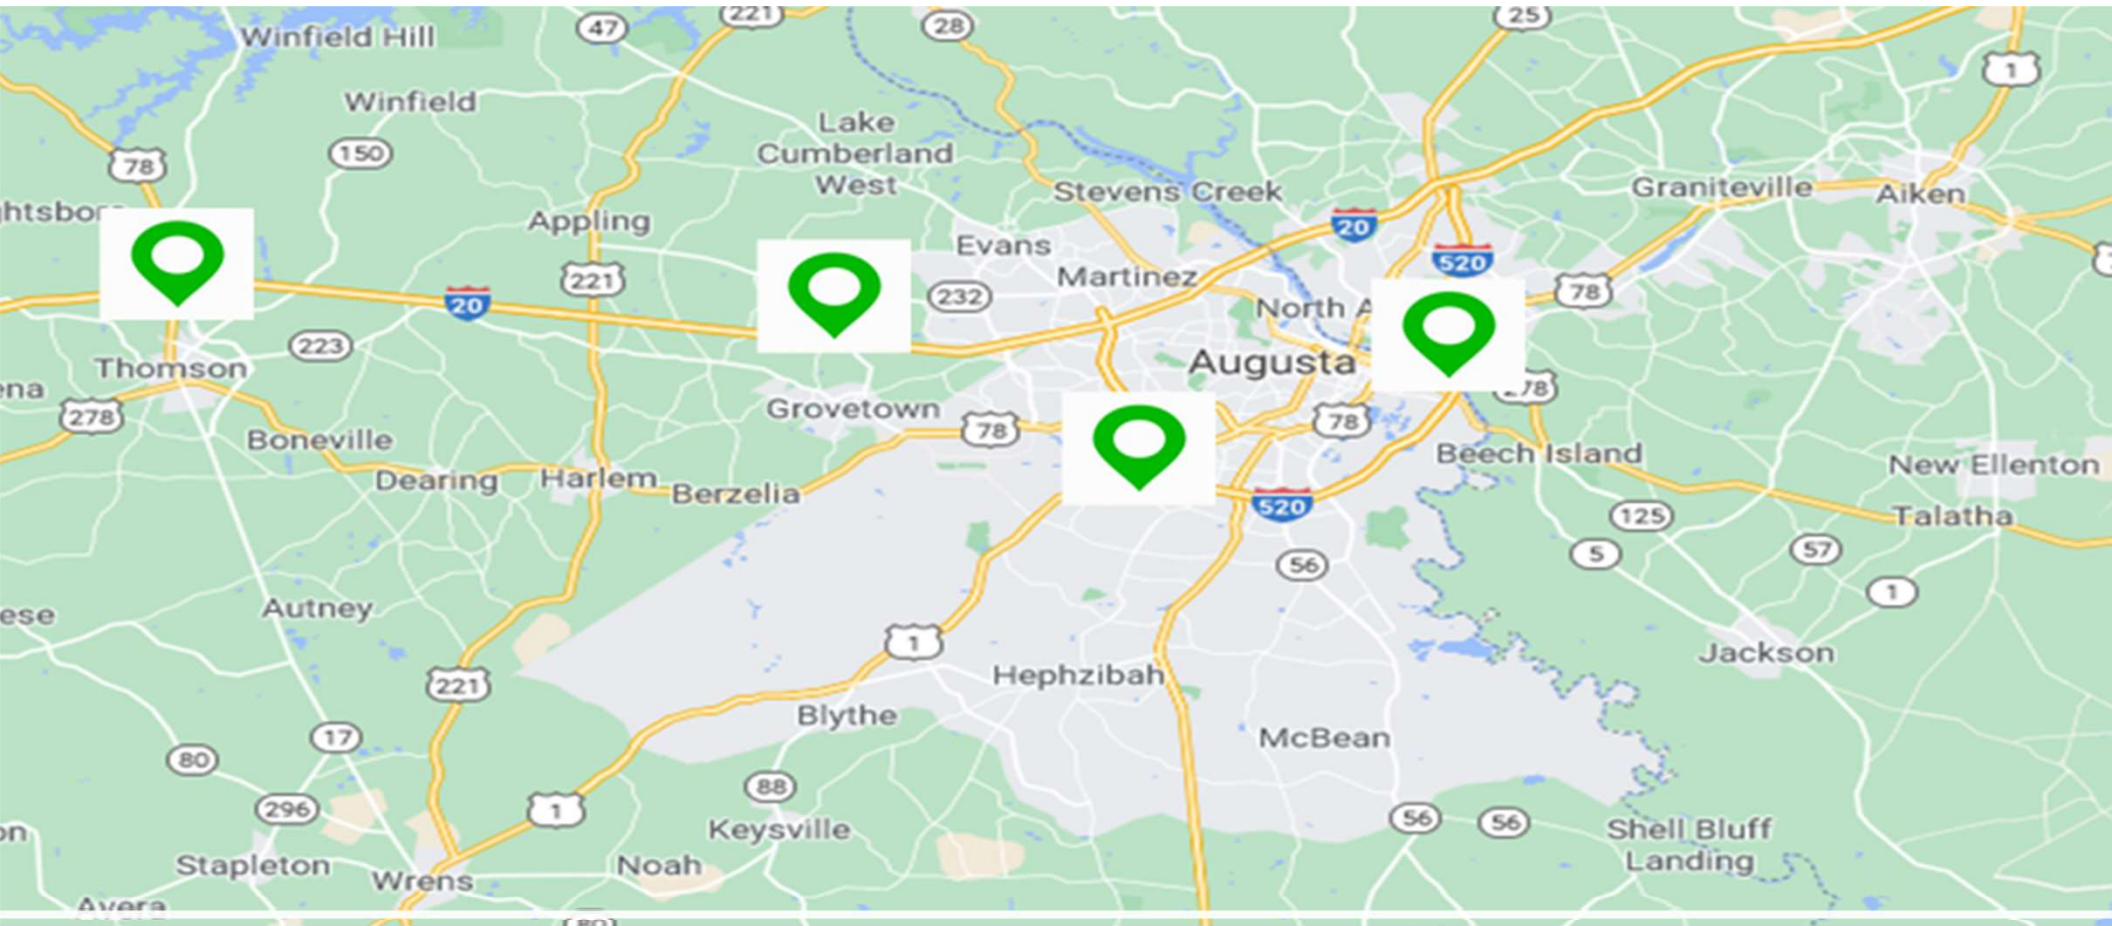 221
25
47
28
Winfield Hill
1
Winfield
Lake
Cumberland
West
150
78
Graniteville
Aiken
Stevens Creek
Appling
20
Evans
520
Martinez
221
78
232
20
North A
223
Augusta
Thomson
278
Grovetown
278
78
78
Boneville
Beech Island
New Ellenton
Dearing
Harlem
Berzelia
520
125
Talatha
5
57
56
1
Autney
1
Jackson
Hephzibah
221
Blythe
17
McBean
80
88
296
1
56
56
Keysville
Shell Bluff
Landing
Stapleton
Noah
Wrens
Avera